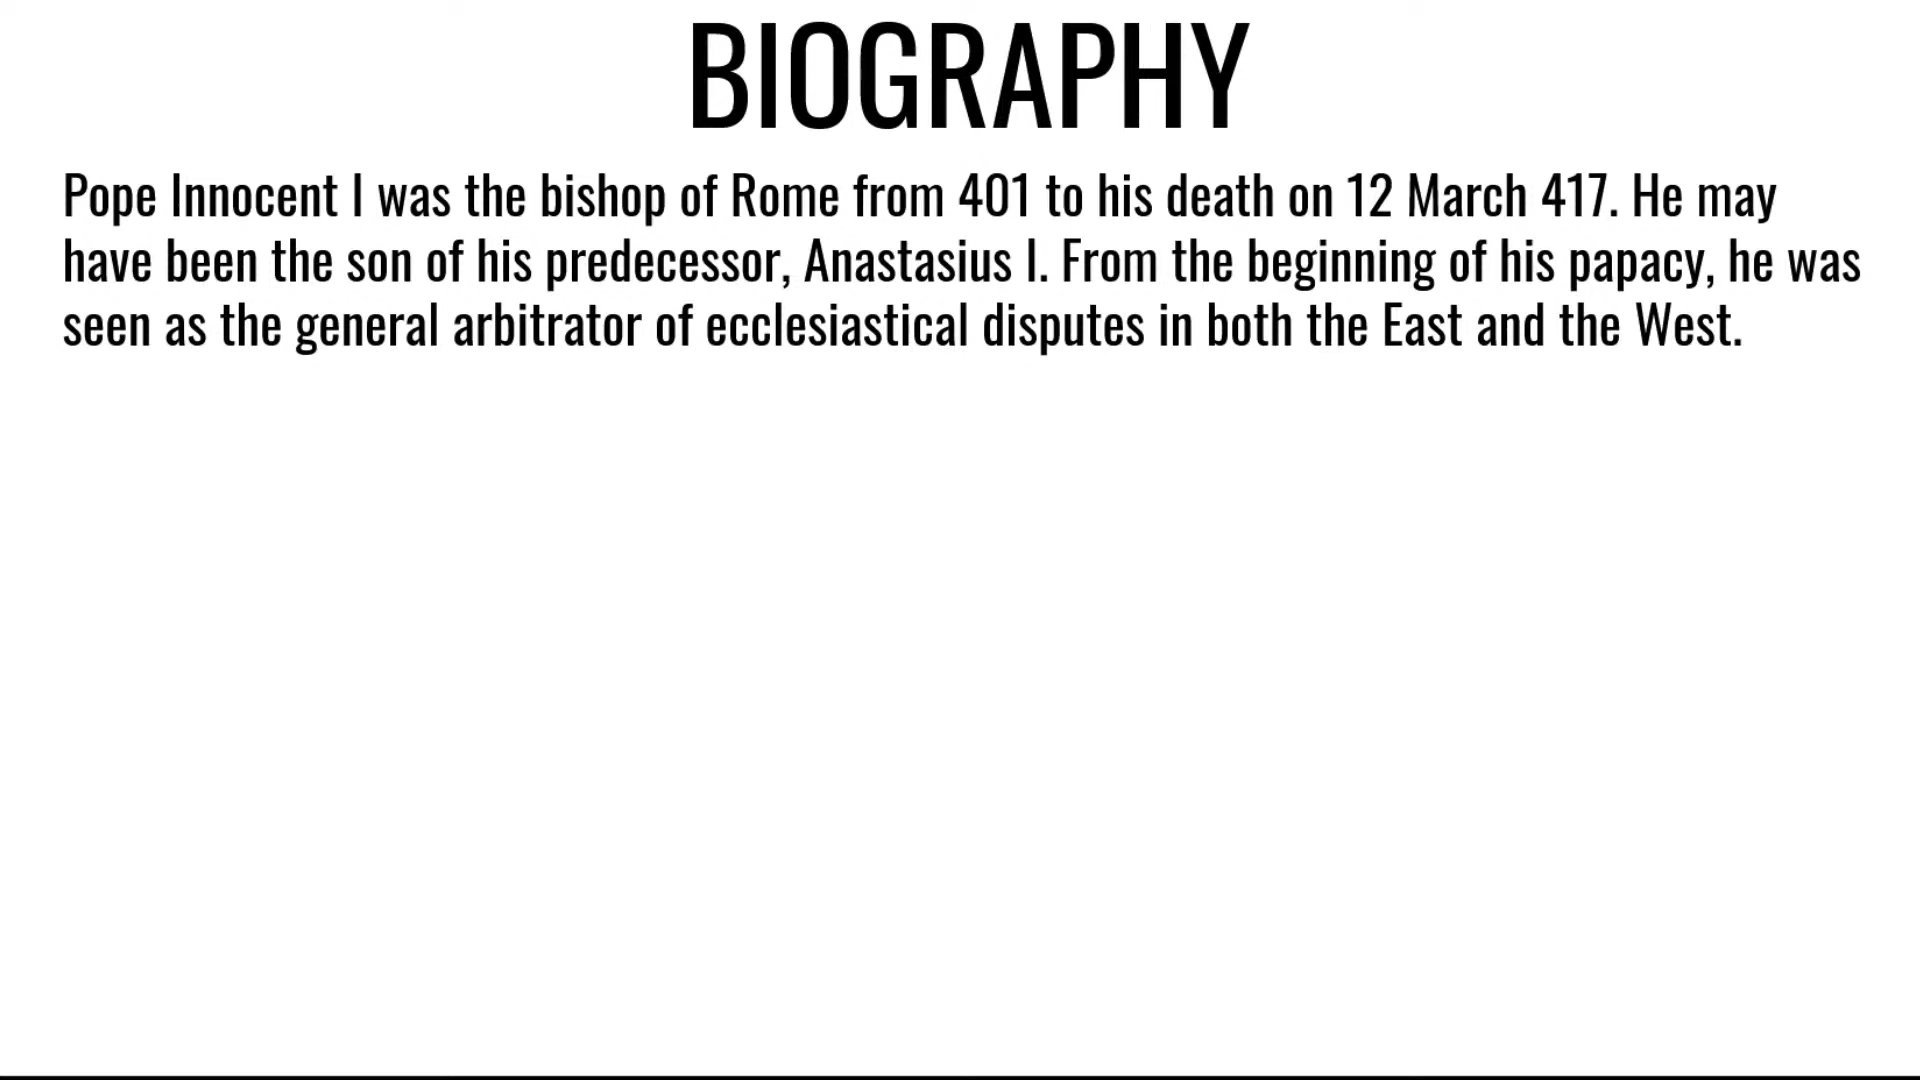 BIOGRAPHY
Pope Innocent I was the bishop of Rome from 401 to his death on 12 March 417. He may
have been the son of his predecessor, Anastasius I. From the beginning of his papacy, he was
seen as the general arbitrator of ecclesiastical disputes in both the East and the West.